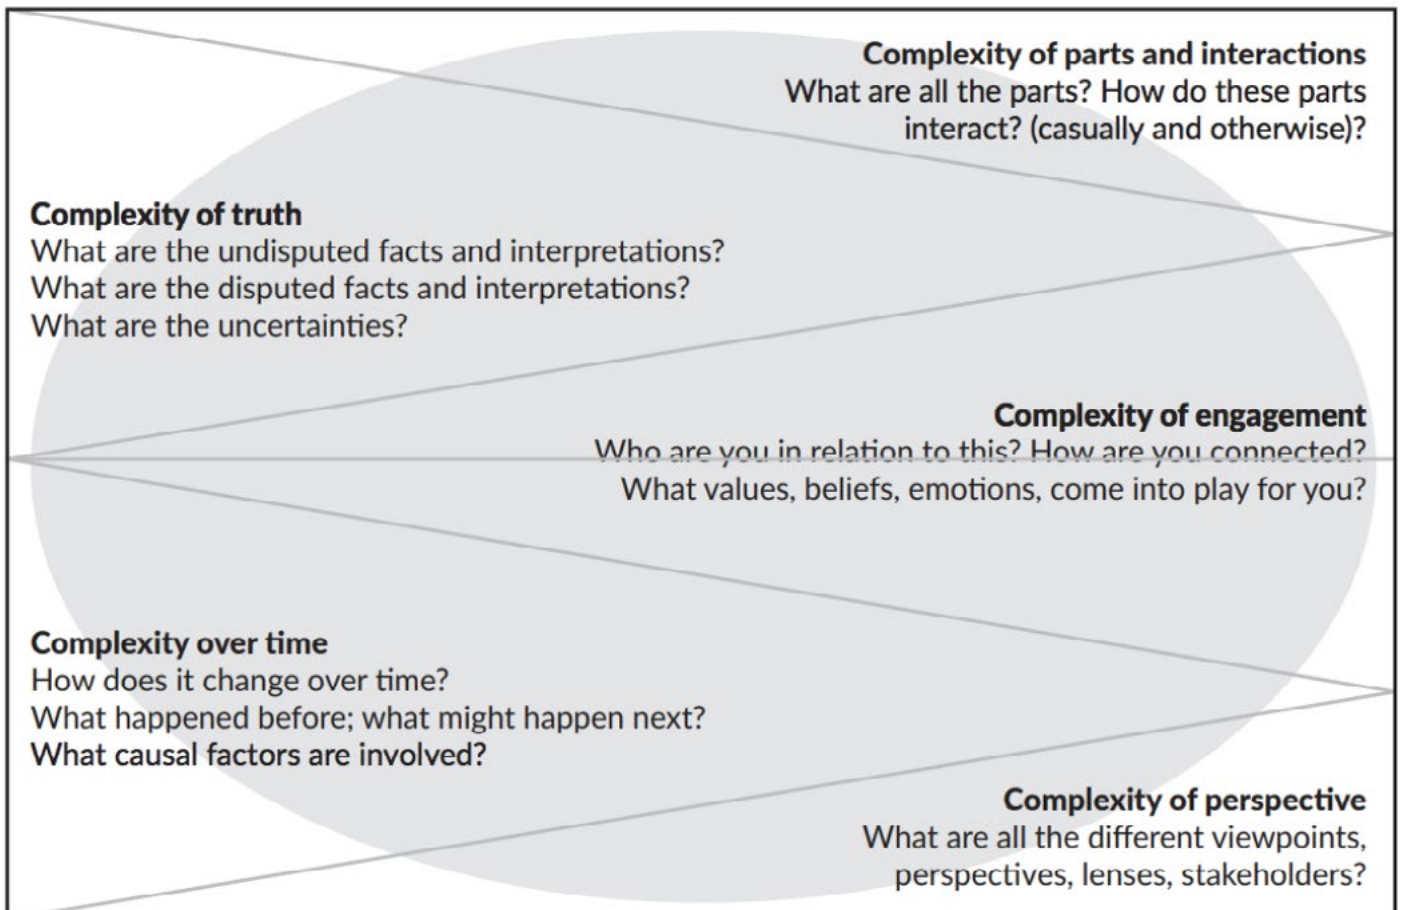 Complexity of parts and interactions
What are all the parts? How do these parts
interact? (casually and otherwise)?
Complexity of truth
What are the undisputed facts and interpretations?
What are the disputed facts and interpretations?
What are the uncertainties?
Complexity of engagement
Who are you in relation to this? How are you connected?
What values, beliefs, emotions, come into play for you?
Complexity over time
How does it change over time?
What happened before; what might happen next?
What causal factors are involved?
Complexity of perspective
What are all the different viewpoints,
perspectives, lenses, stakeholders?